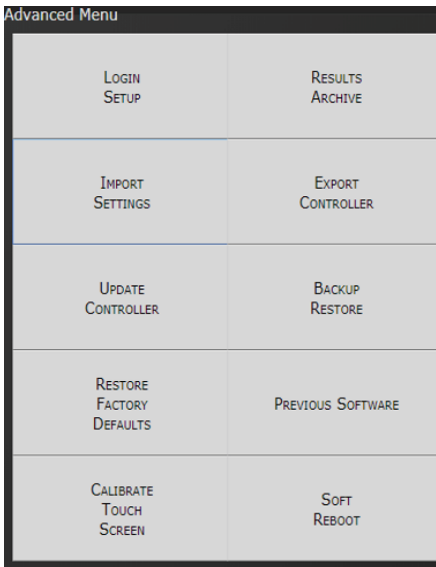 Advanced Menu
LOGIN
SETUP
RESULTS
ARCHIVE
IMPORT
SETTINGS
EXPORT
CONTROLLER
UPDATE
CONTROLLER
BACKUP
RESTORE
RESTORE
FACTORY
DEFAULTS
PREVIOUS SOFTWARE
CALIBRATE
TOUCH
SCREEN
SOFT
REBOOT